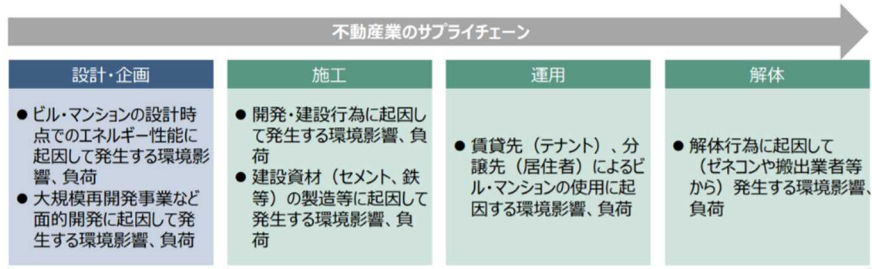 不動産業のサプライチェーン
設計・企画
● ビル・マンションの設計時
点でのエネルギー性能に
起因して発生する環境影
響、負荷
● 大規模再開発事業など
面的開発に起因して発
生する環境影響、負荷
施工
● 開発・建設行為に起因し
て発生する環境影響、負
荷
● 建設資材（セメント、鉄
等）の製造等に起因して
発生する環境影響、負
荷
運用
● 賃貸先（テナント）、分
譲先（居住者）によるビ
ル・マンションの使用に起
因する環境影響、負荷
解体
● 解体行為に起因して
（ゼネコンや搬出業者等
から）発生する環境影響、
負荷